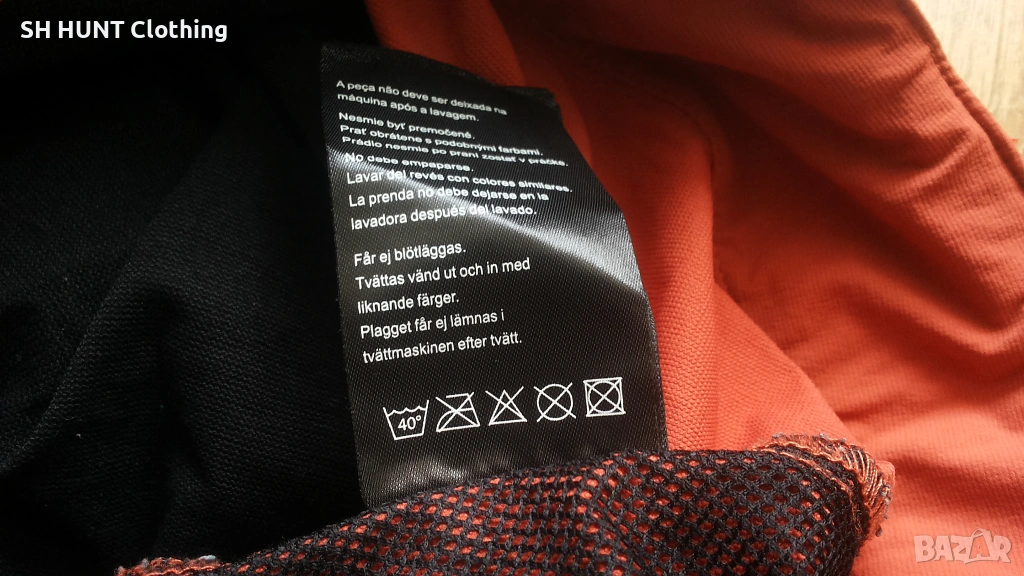 SH HUNT Clothing
A peça não deve ser deixada na
máquina após a lavagem.
Nesmie byť premočené.
Prať obrátene s podobnými farbami.
Prádlo nesmie po praní zostať v práčke.
No debe empaparse.
Lavar del revés con colores similares.
La prenda no debe dejarse en la
lavadora después del lavado.
Får ej blötläggas.
Tvättas vänd ut och in med
liknande färger.
Plagget får ej lämnas i
tvättmaskinen efter tvätt.
40°
BAZAR